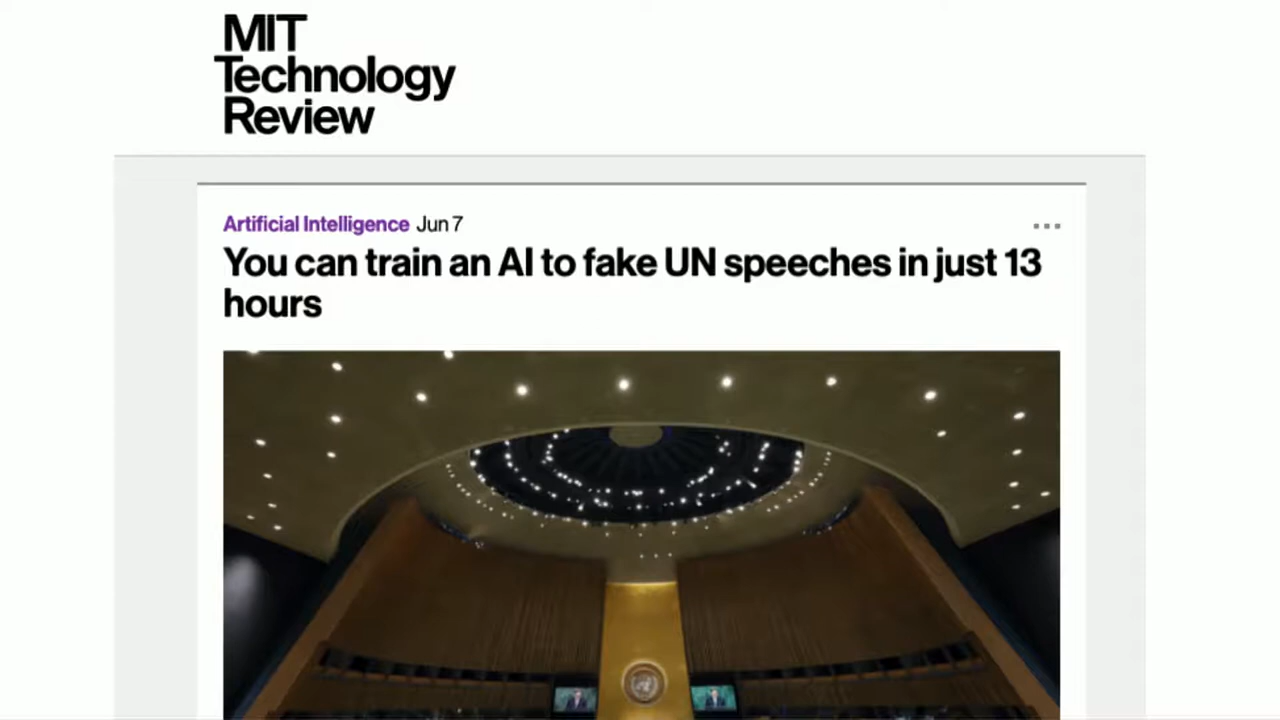 MIT
Technology
Review
Artificial Intelligence Jun 7
You can train an AI to fake UN speeches in just 13
hours